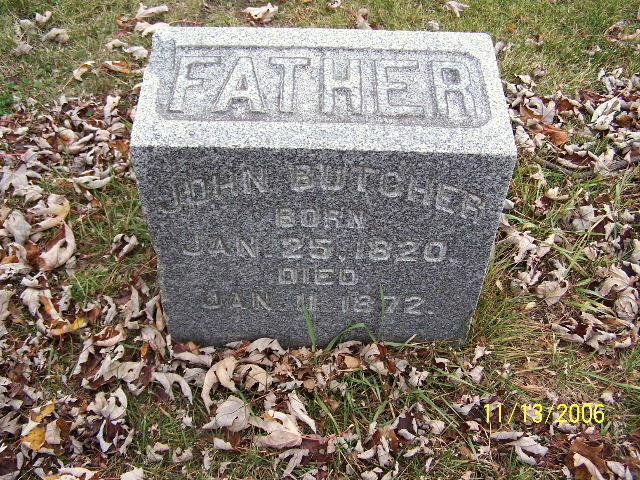 FATHER
JOHN BUTCHER
BORN
JAN. 25, 1820.
DIED
JAN. 11 1872.
11/13/2006